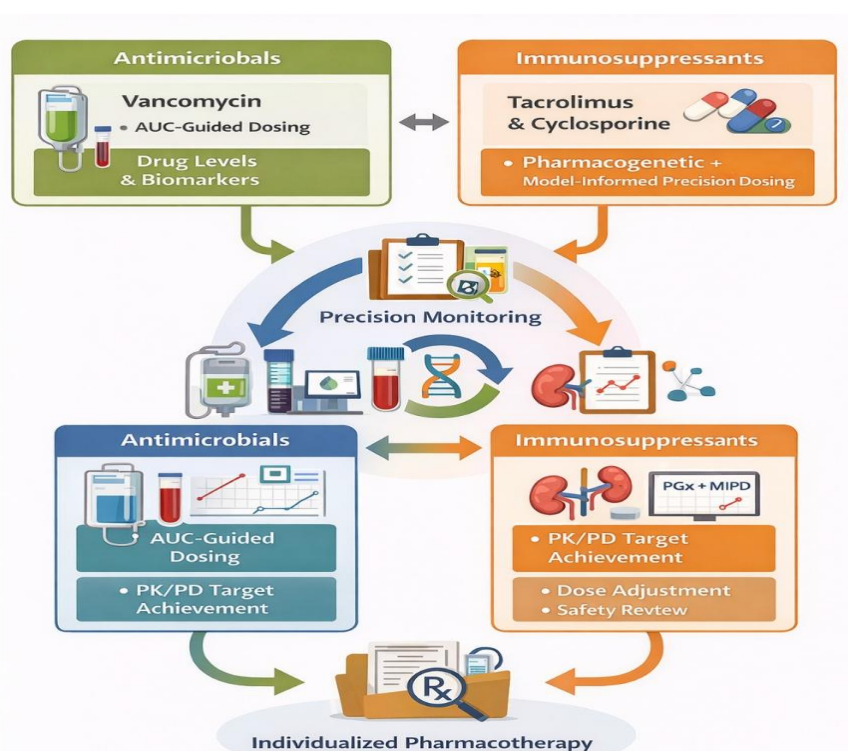 Antimicriobals
Vancomycin
• AUC-Guided Dosing
Drug Levels
& Biomarkers
Immunosuppressants
Tacrolimus
& Cyclosporine
• Pharmacogenetic +
Model-Informed Precision Dosing
Precision Monitoring
Antimicrobials
• AUC-Guided
Dosing
• PK/PD Target
Achievement
Immunosuppressants
PGx + MIPD
• PK/PD Target
Achievement
• Dose Adjustment
• Safety Revtew
Rx
Individualized Pharmacotherapy